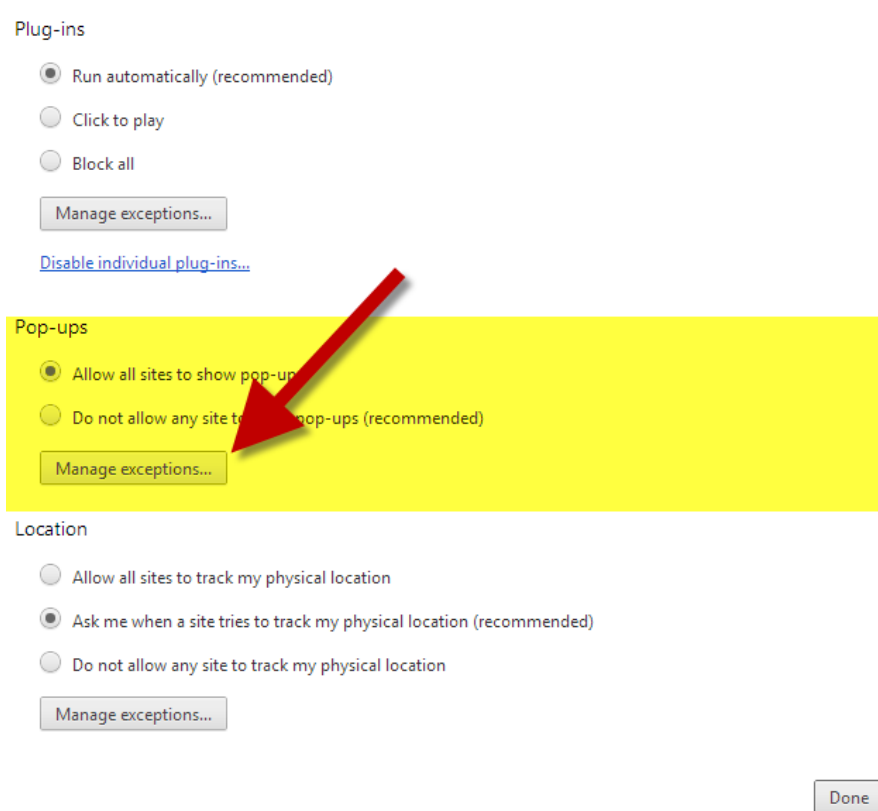 Plug-ins
Run automatically (recommended)
Click to play
Block all
Manage exceptions...
Disable individual plug-ins...
Pop-ups
Allow all sites to show pop-up
Do not allow any site to pop-ups (recommended)
Manage exceptions...
Location
Allow all sites to track my physical location
Ask me when a site tries to track my physical location (recommended)
Do not allow any site to track my physical location
Manage exceptions...
Done